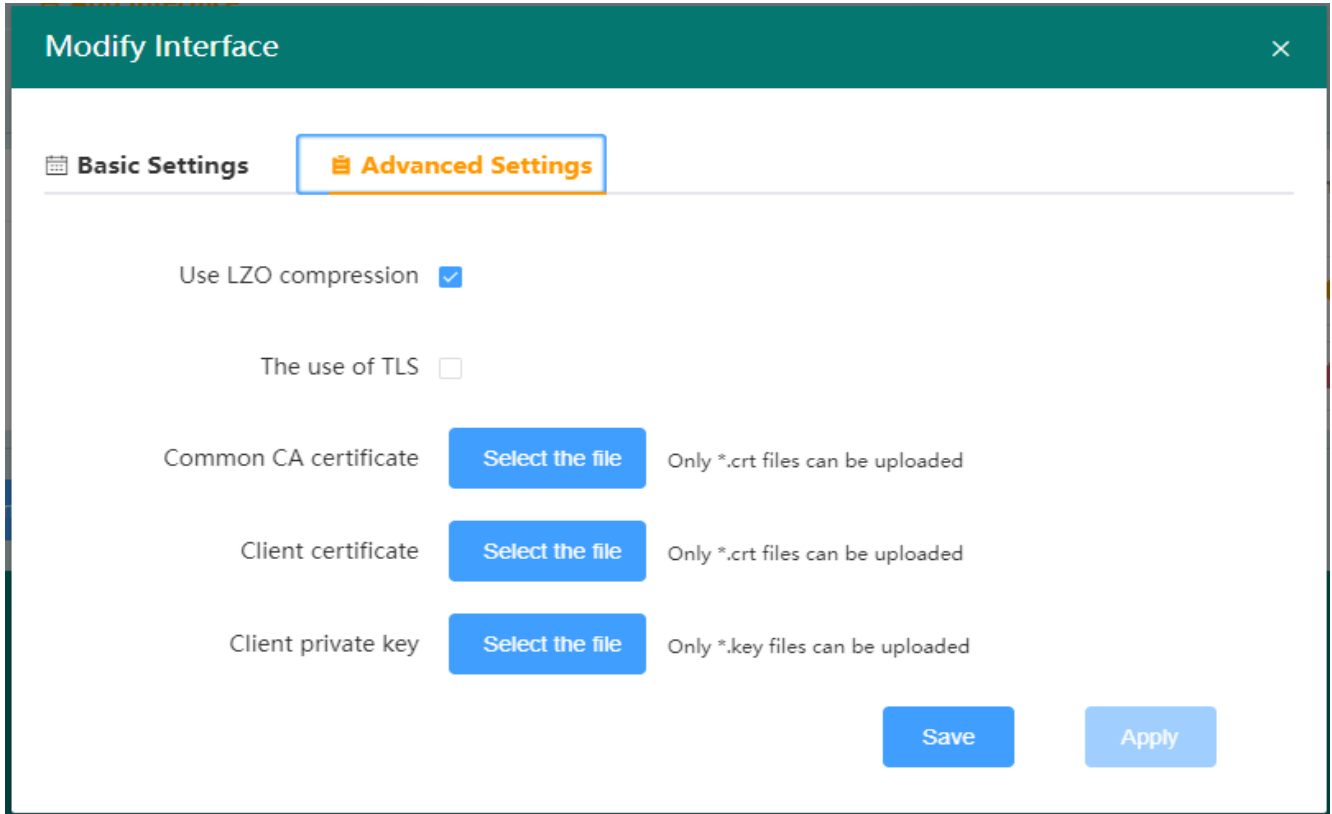 Modify Interface
Basic Settings
Advanced Settings
Use LZO compression
The use of TLS
Common CA certificate Select the file Only *.crt files can be uploaded
Client certificate Select the file Only *.crt files can be uploaded
Client private key Select the file Only *.key files can be uploaded
Save Apply